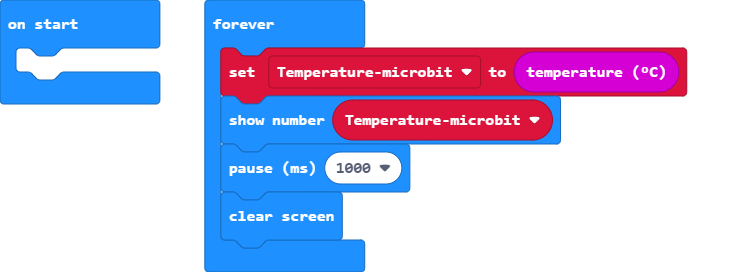 on start
forever
set Temperature-microbit to temperature (ºC)
show number Temperature-microbit
pause (ms) 1000
clear screen